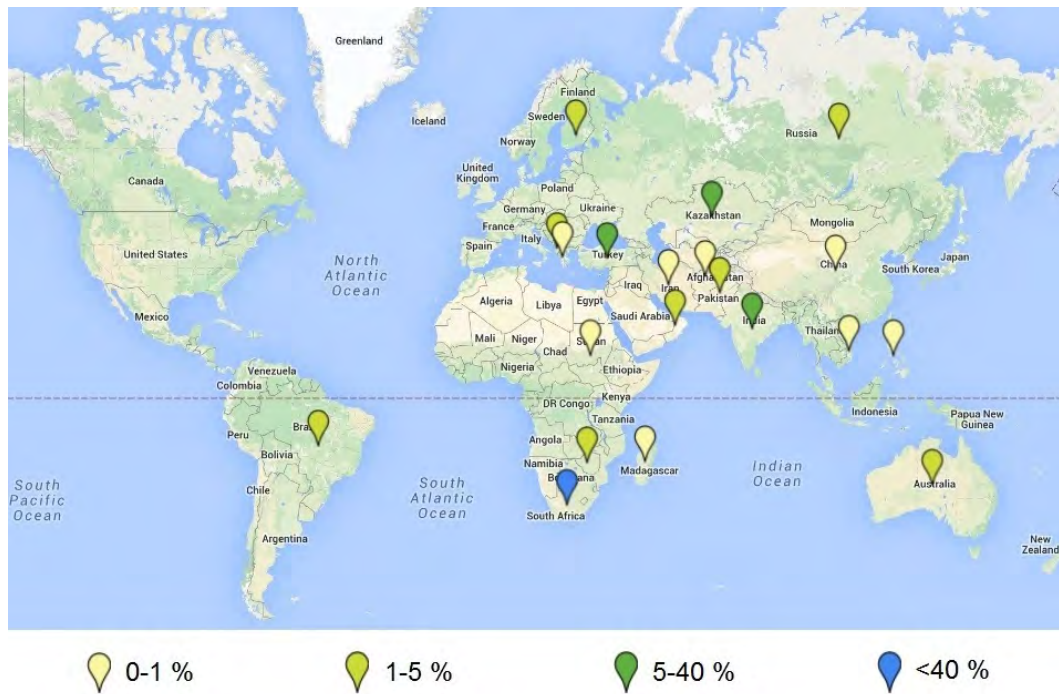 Greenland
Iceland
Finland
Sweden
Norway
Russia
Canada
United
Kingdom
Poland
Germany
Ukraine
France
Kazakhstan
Mongolia
Spain
Italy
Turkey
United States
North
Atlantic
Ocean
China
South Korea
Japan
Iraq
Iran
Afghanistan
Pakistan
Algeria
Libya
Egypt
Saudi Arabia
India
Mexico
Mali
Niger
Chad
Sudan
Thailand
Nigeria
Ethiopia
Venezuela
Colombia
DR Congo
Kenya
Indonesia
Papua New
Guinea
Tanzania
Peru
Brazil
Angola
Bolivia
Namibia
Botswana
Madagascar
Indian
Ocean
Australia
South
Pacific
Ocean
Chile
South
Atlantic
Ocean
South Africa
Argentina
New
Zealand
0-1 %
1-5 %
5-40 %
<40 %